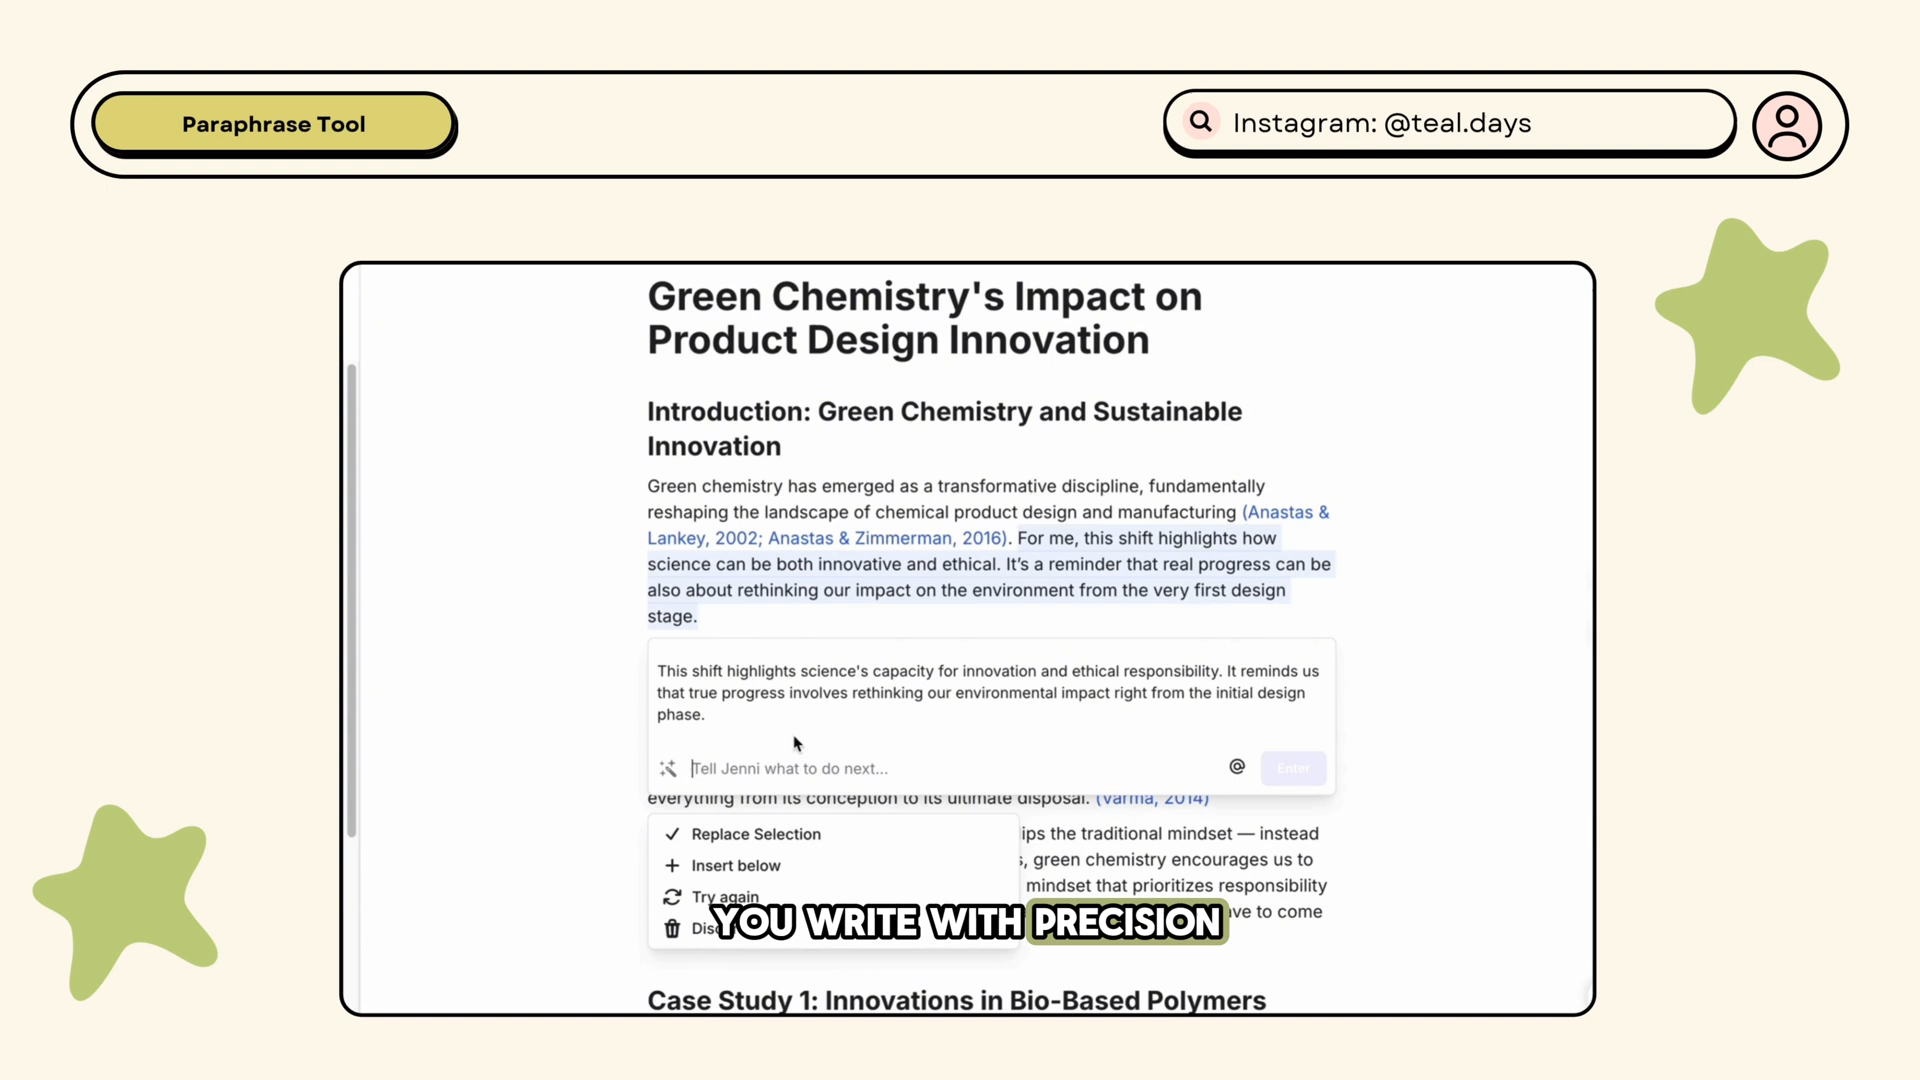 Paraphrase Tool
Instagram: @teal.days
Green Chemistry's Impact on
Product Design Innovation
Introduction: Green Chemistry and Sustainable
Innovation
Green chemistry has emerged as a transformative discipline, fundamentally
reshaping the landscape of chemical product design and manufacturing (Anastas &
Lankey, 2002; Anastas & Zimmerman, 2016). For me, this shift highlights how
science can be both innovative and ethical. It’s a reminder that real progress can be
also about rethinking our impact on the environment from the very first design
stage.
This shift highlights science's capacity for innovation and ethical responsibility. It reminds us
that true progress involves rethinking our environmental impact right from the initial design
phase.
Tell Jenni what to do next...
@
Enter
everything from its conception to its ultimate disposal. (Varma, 2014)
Replace Selection
ips the traditional mindset — instead
Insert below
, green chemistry encourages us to
mindset that prioritizes responsibility
Try again
to come
YOU WRITE WITH PRECISION
Case Study 1: Innovations in Bio-Based Polymers